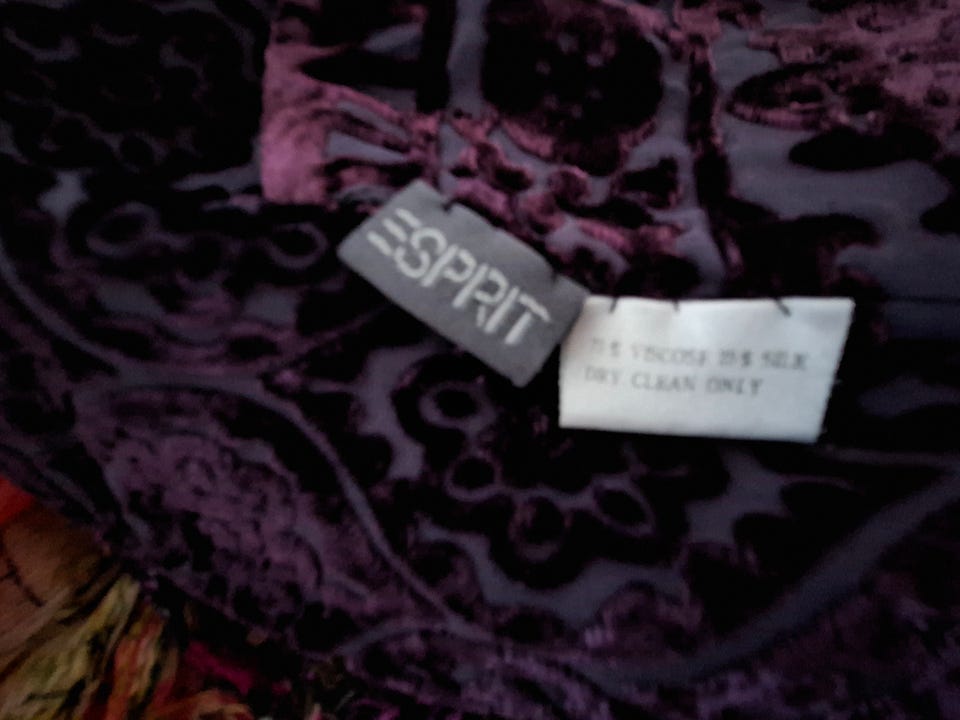 ESPRIT
% VISCOSE % SILK
DRY CLEAN ONLY